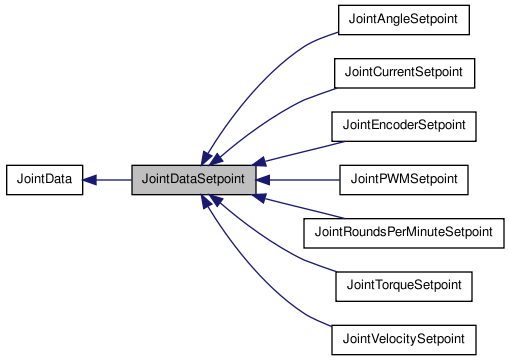 JointAngleSetpoint
JointCurrentSetpoint
JointEncoderSetpoint
JointData
JointDataSetpoint
JointPWMSetpoint
JointRoundsPerMinuteSetpoint
JointTorqueSetpoint
JointVelocitySetpoint